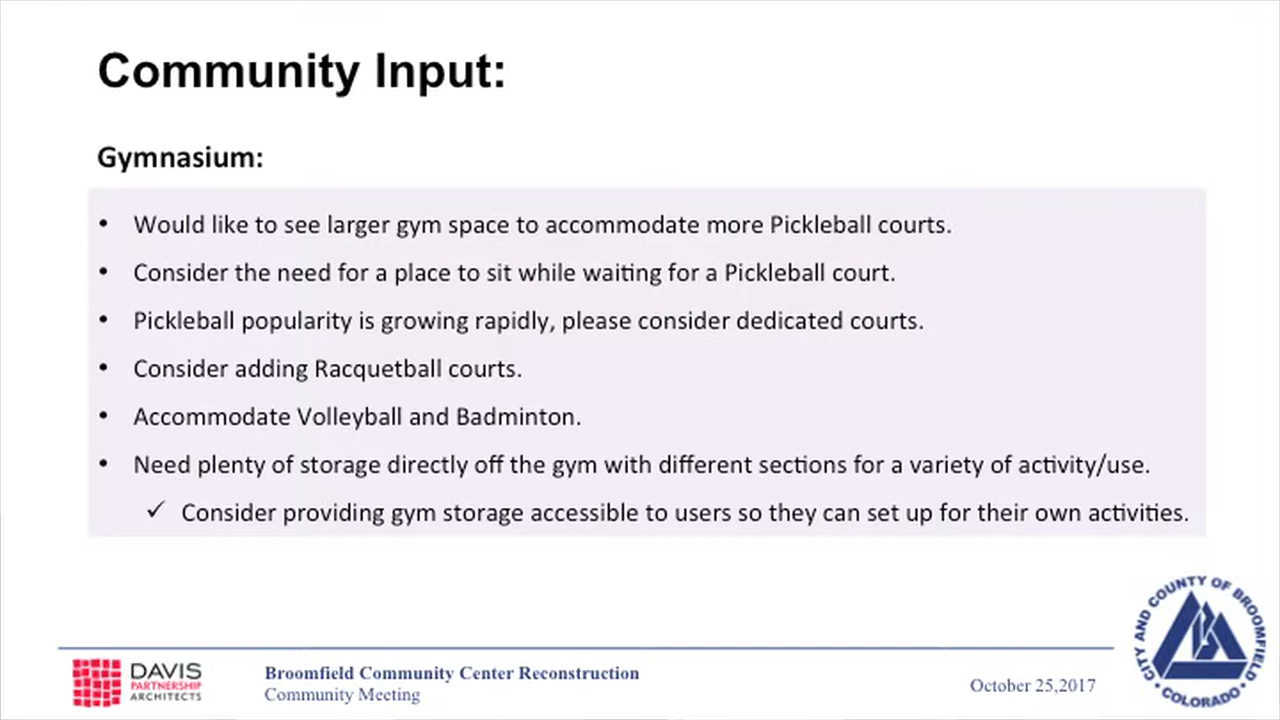 Community Input:
Gymnasium:
• Would like to see larger gym space to accommodate more Pickleball courts.
• Consider the need for a place to sit while waiting for a Pickleball court.
• Pickleball popularity is growing rapidly, please consider dedicated courts.
• Consider adding Racquetball courts.
• Accommodate Volleyball and Badminton.
• Need plenty of storage directly off the gym with different sections for a variety of activity/use.
✓ Consider providing gym storage accessible to users so they can set up for their own activities.
DAVIS
PARTNERSHIP
ARCHITECTS
Broomfield Community Center Reconstruction
Community Meeting
October 25,2017
CITY AND COUNTY OF BROOMFIELD
• COLORADO •